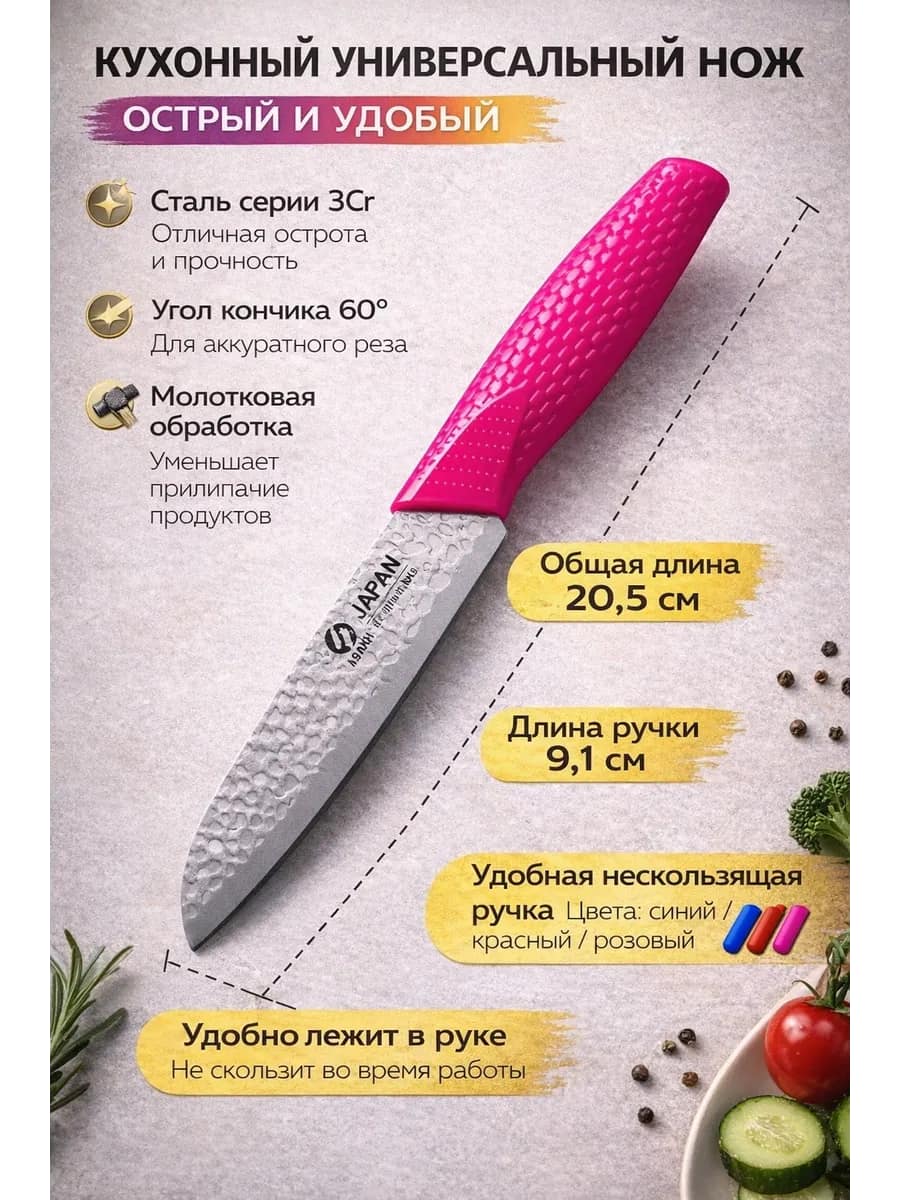 КУХОННЫЙ УНИВЕРСАЛЬНЫЙ НОЖ
ОСТРЫЙ И УДОБЫЙ
Сталь серии 3Cr
Отличная острота
и прочность
Угол кончика 60°
Для аккуратного реза
Молотковая
обработка
Уменьшает
прилипачие
продуктов
JAPAN
Общая длина
20,5 см
Длина ручки
9,1 см
Удобная нескользящая
ручка Цвета: синий /
красный / розовый
Удобно лежит в руке
Не скользит во время работы